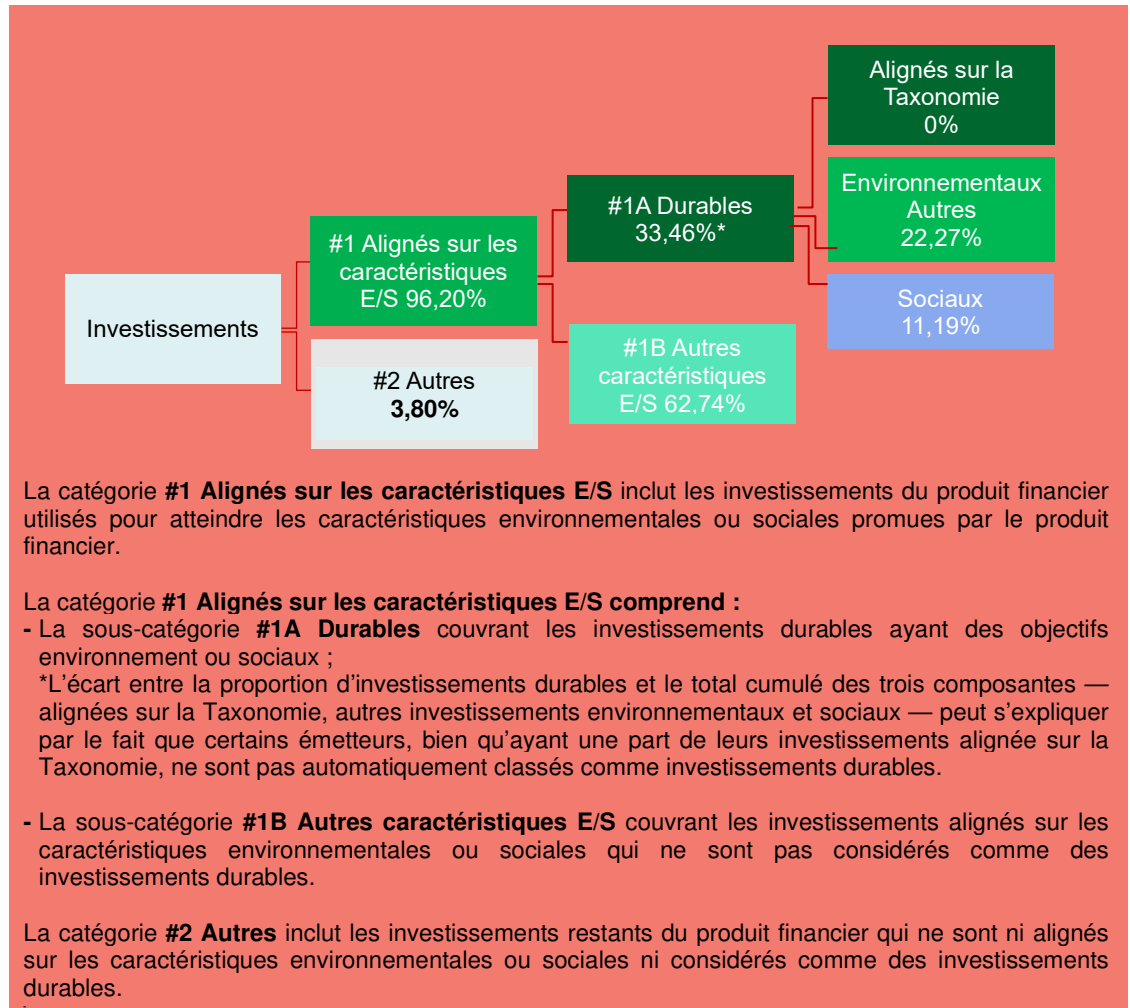 Alignés sur la
Taxonomie
0%
Environnementaux
Autres
22,27%
#1A Durables
33,46%*
#1 Alignés sur les
caractéristiques
E/S 96,20%
Sociaux
11,19%
Investissements
#1B Autres
caractéristiques
E/S 62,74%
#2 Autres
3,80%
La catégorie #1 Alignés sur les caractéristiques E/S inclut les investissements du produit financier
utilisés pour atteindre les caractéristiques environnementales ou sociales promues par le produit
financier.
La catégorie #1 Alignés sur les caractéristiques E/S comprend :
- La sous-catégorie #1A Durables couvrant les investissements durables ayant des objectifs
environnement ou sociaux ;
*L’écart entre la proportion d’investissements durables et le total cumulé des trois composantes —
alignées sur la Taxonomie, autres investissements environnementaux et sociaux — peut s’expliquer
par le fait que certains émetteurs, bien qu’ayant une part de leurs investissements alignée sur la
Taxonomie, ne sont pas automatiquement classés comme investissements durables.
- La sous-catégorie #1B Autres caractéristiques E/S couvrant les investissements alignés sur les
caractéristiques environnementales ou sociales qui ne sont pas considérés comme des
investissements durables.
La catégorie #2 Autres inclut les investissements restants du produit financier qui ne sont ni alignés
sur les caractéristiques environnementales ou sociales ni considérés comme des investissements
durables.